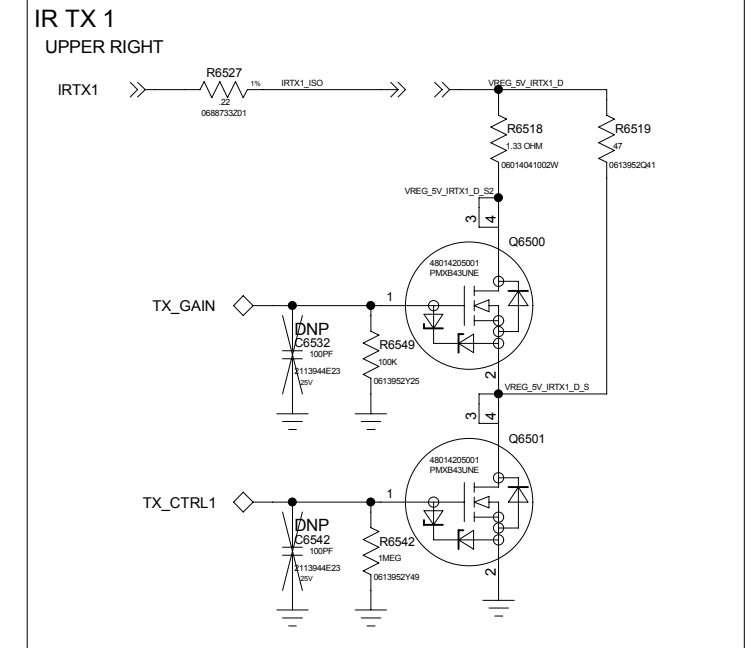 IR TX 1
UPPER RIGHT
IRTX1
R6527
1%
.22
0688733Z01
IRTX1_ISO
VREG_5V_IRTX1_D
R6518
1.33 OHM
06014041002W
R6519
47
0613952Q41
VREG_5V_IRTX1_D_S2
3
4
Q6500
48014205001
PMXB43UNE
TX_GAIN
1
DNP
C6532
100PF
2113944E23
25V
R6549
100K
0613952Y25
2
VREG_5V_IRTX1_D_S
3
4
Q6501
48014205001
PMXB43UNE
TX_CTRL1
1
DNP
C6542
100PF
2113944E23
25V
R6542
1MEG
0613952Y49
2